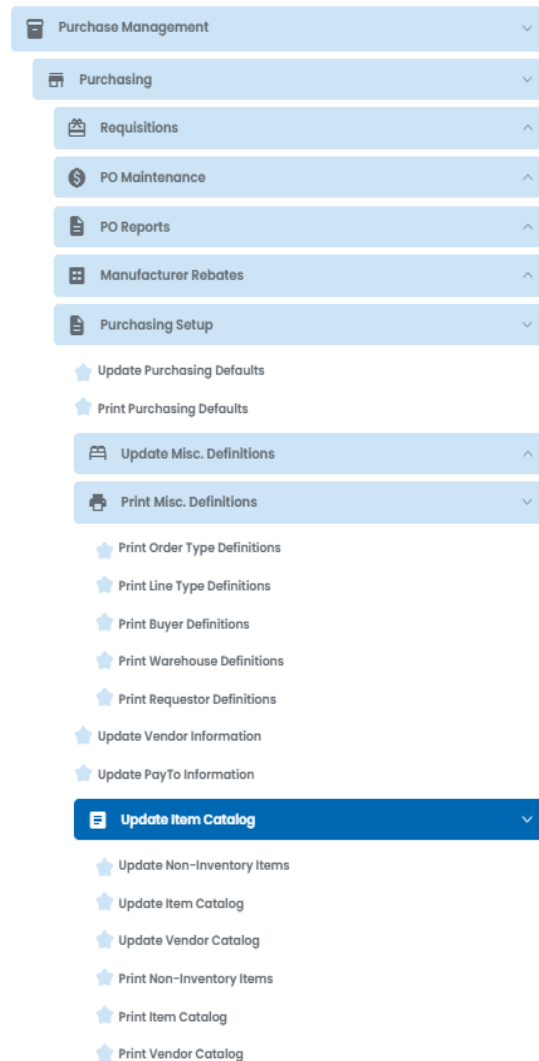 Purchase Management
Purchasing
Requisitions
PO Maintenance
PO Reports
Manufacturer Rebates
Purchasing Setup
Update Purchasing Defaults
Print Purchasing Defaults
Update Misc. Definitions
Print Misc. Definitions
Print Order Type Definitions
Print Line Type Definitions
Print Buyer Definitions
Print Warehouse Definitions
Print Requestor Definitions
Update Vendor Information
Update PayTo Information
Update Item Catalog
Update Non-Inventory Items
Update Item Catalog
Update Vendor Catalog
Print Non-Inventory Items
Print Item Catalog
Print Vendor Catalog